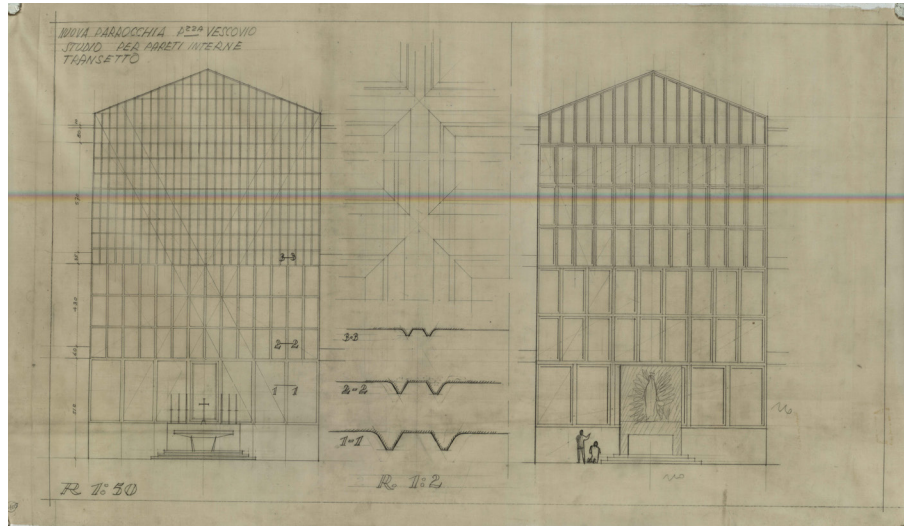 NUOVA PARROCCHIA PZZA VESCOVIO
STUDIO PER PARETI INTERNE
TRANSETTO
3-3
2-2
1-1
3-3
2-2
1-1
R 1:50
R. 1:2